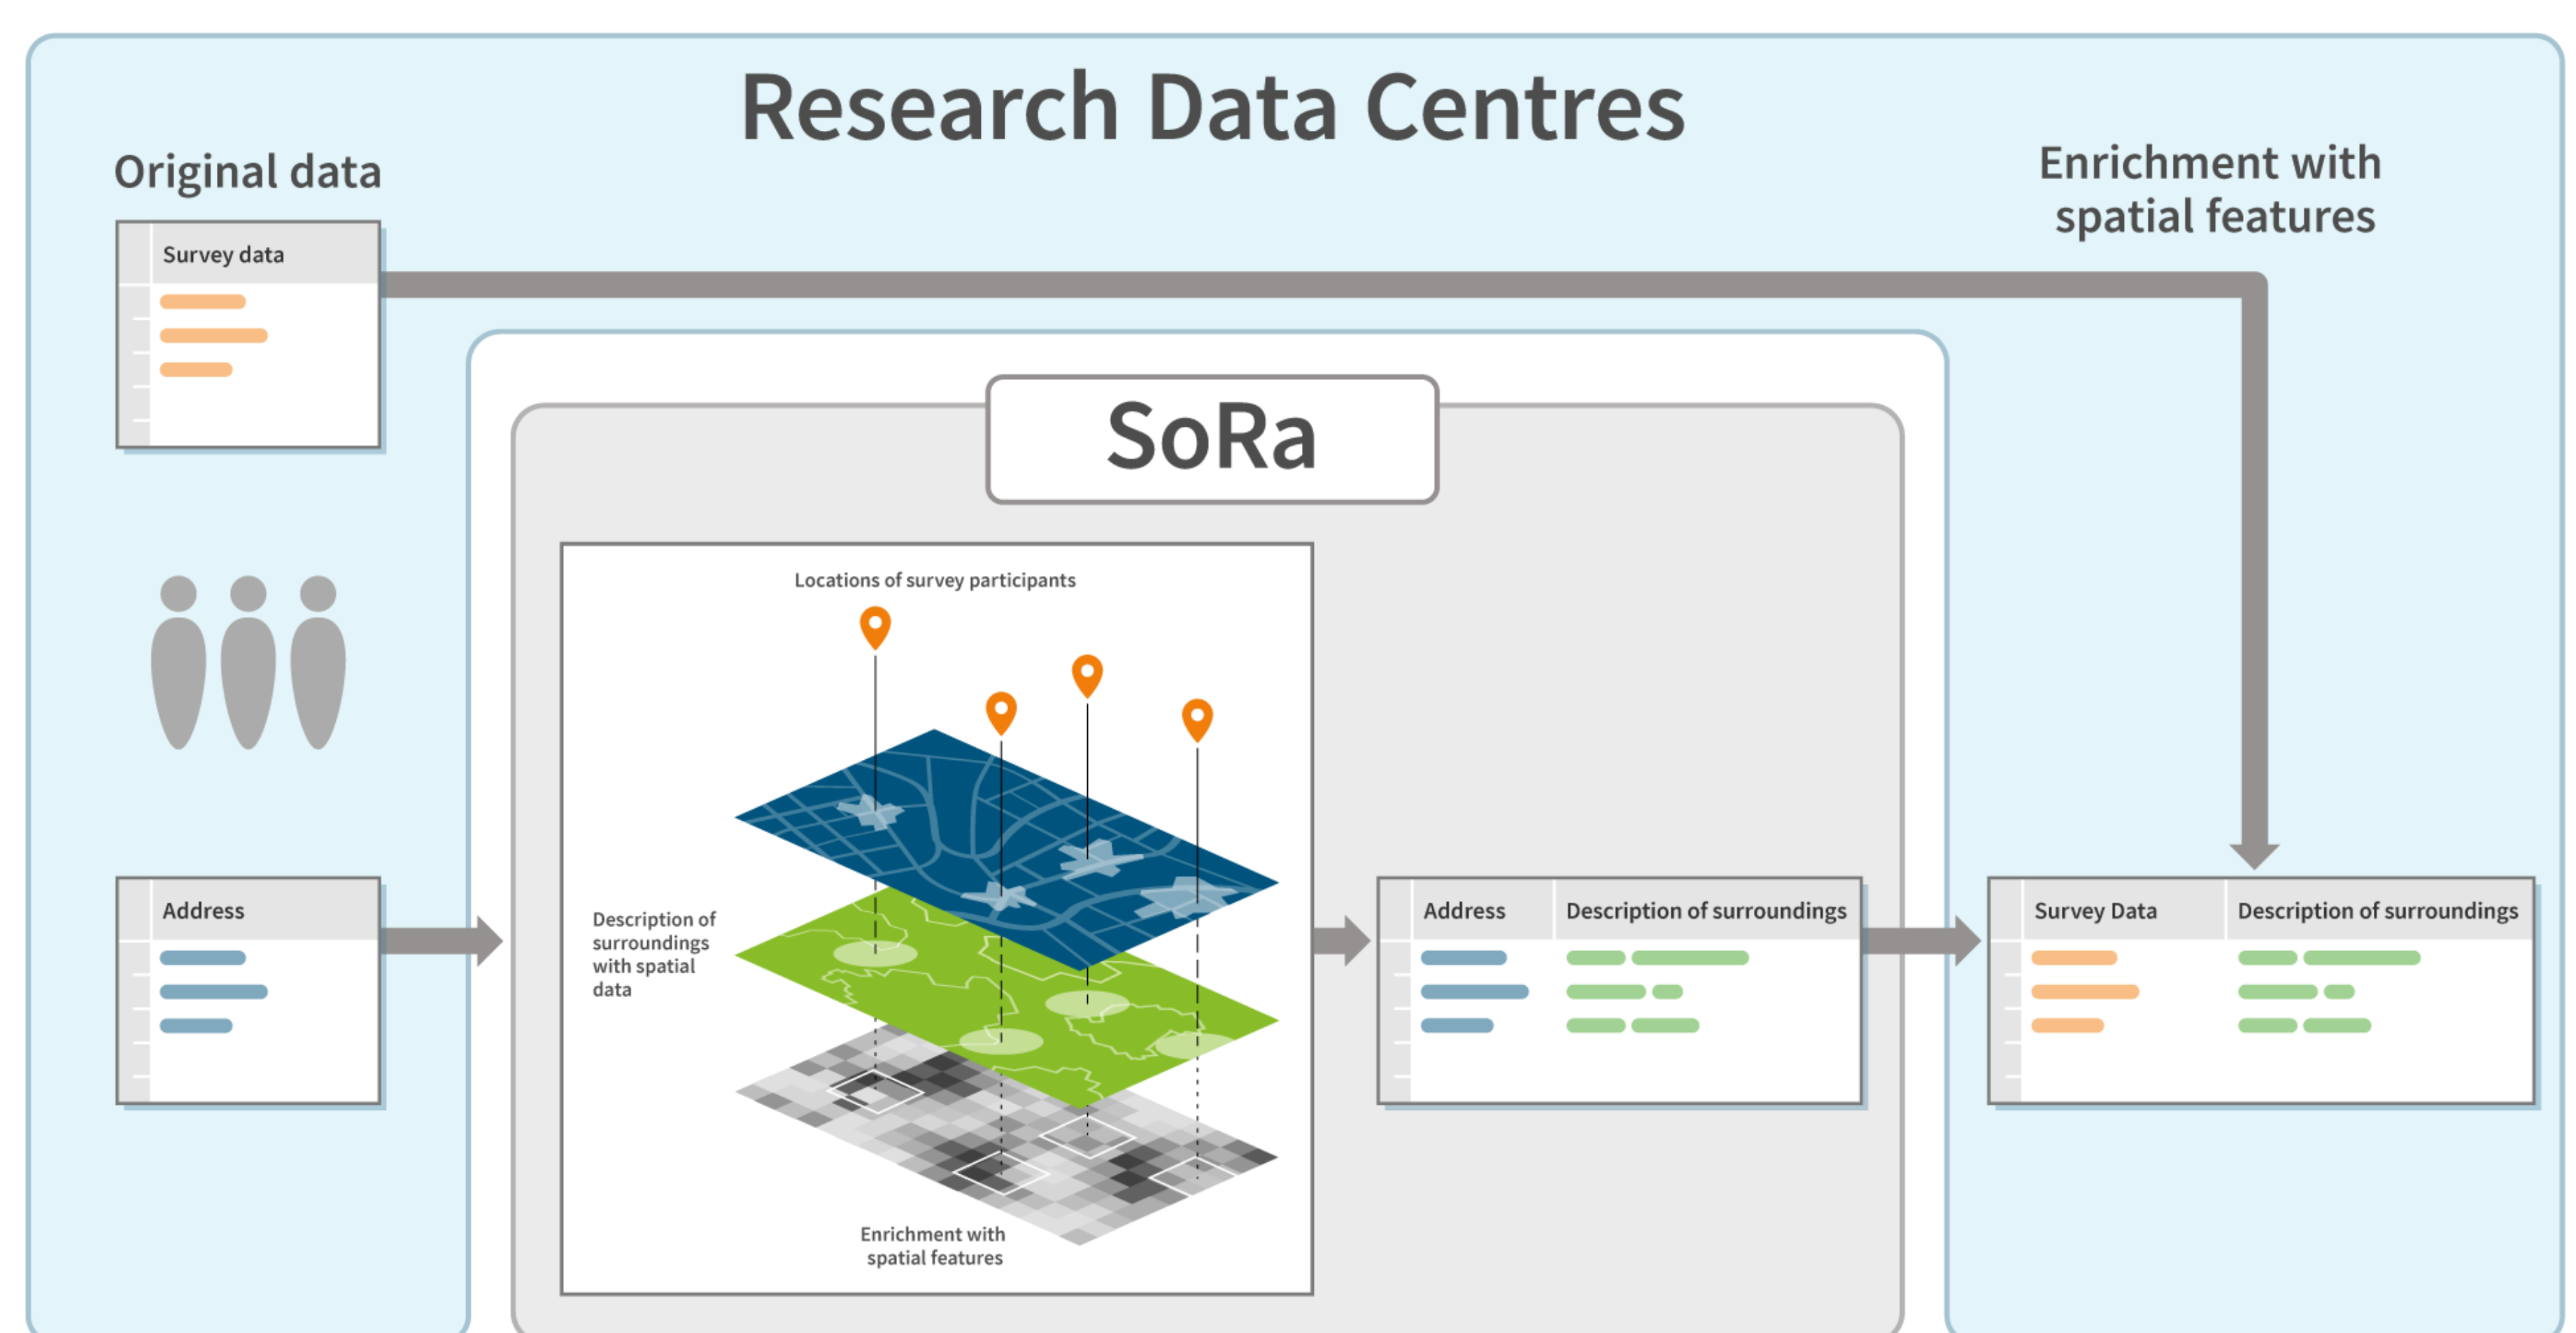 Research Data Centres
Original data
Enrichment with
spatial features
Survey data
SoRa
Locations of survey participants
Address
Description of
surroundings
with spatial
data
Enrichment with
spatial features
Address
Description of surroundings
Survey Data
Description of surroundings